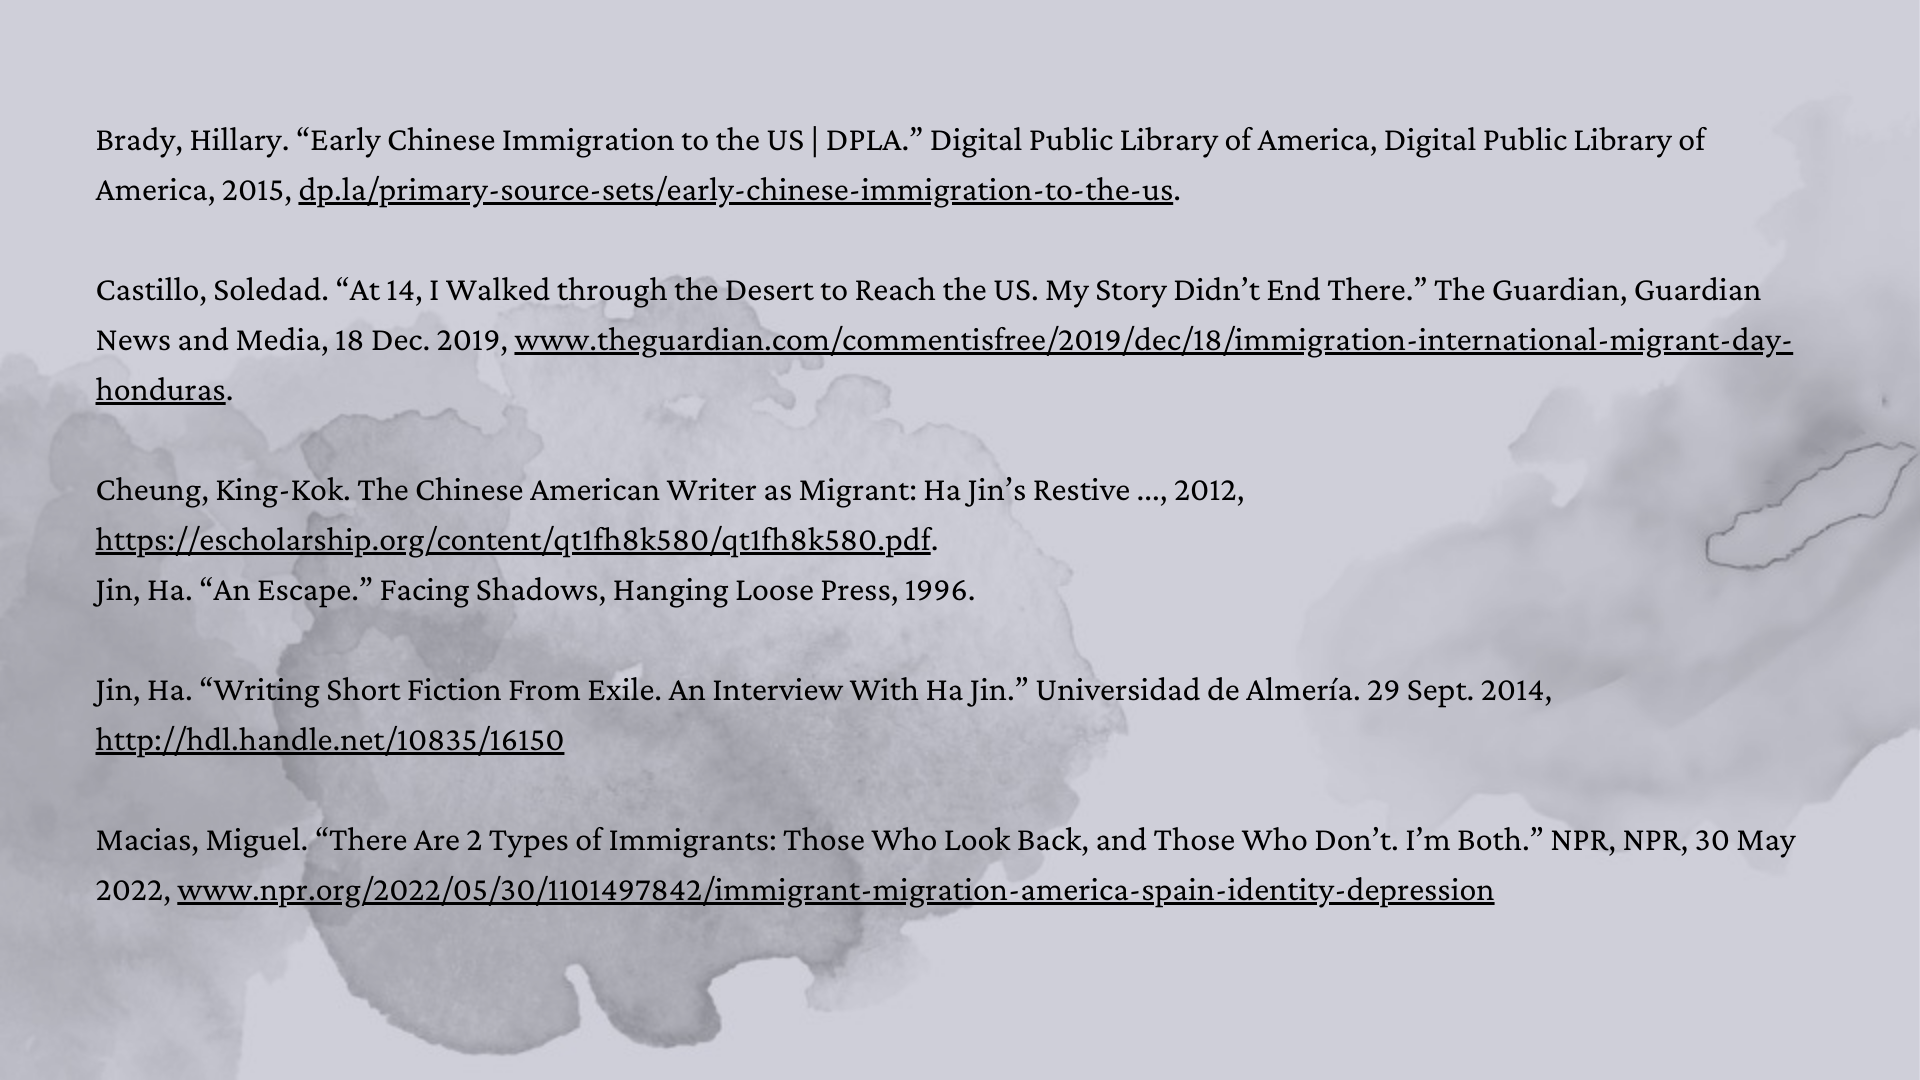 Brady, Hillary. “Early Chinese Immigration to the US | DPLA.” Digital Public Library of America, Digital Public Library of
America, 2015, dp.la/primary-source-sets/early-chinese-immigration-to-the-us.
Castillo, Soledad. “At 14, I Walked through the Desert to Reach the US. My Story Didn’t End There.” The Guardian, Guardian
News and Media, 18 Dec. 2019, www.theguardian.com/commentisfree/2019/dec/18/immigration-international-migrant-day-
honduras.
Cheung, King-Kok. The Chinese American Writer as Migrant: Ha Jin’s Restive ..., 2012,
https://escholarship.org/content/qt1fh8k580/qt1fh8k580.pdf.
Jin, Ha. “An Escape.” Facing Shadows, Hanging Loose Press, 1996.
Jin, Ha. “Writing Short Fiction From Exile. An Interview With Ha Jin.” Universidad de Almería. 29 Sept. 2014,
http://hdl.handle.net/10835/16150
Macias, Miguel. “There Are 2 Types of Immigrants: Those Who Look Back, and Those Who Don’t. I’m Both.” NPR, NPR, 30 May
2022, www.npr.org/2022/05/30/1101497842/immigrant-migration-america-spain-identity-depression